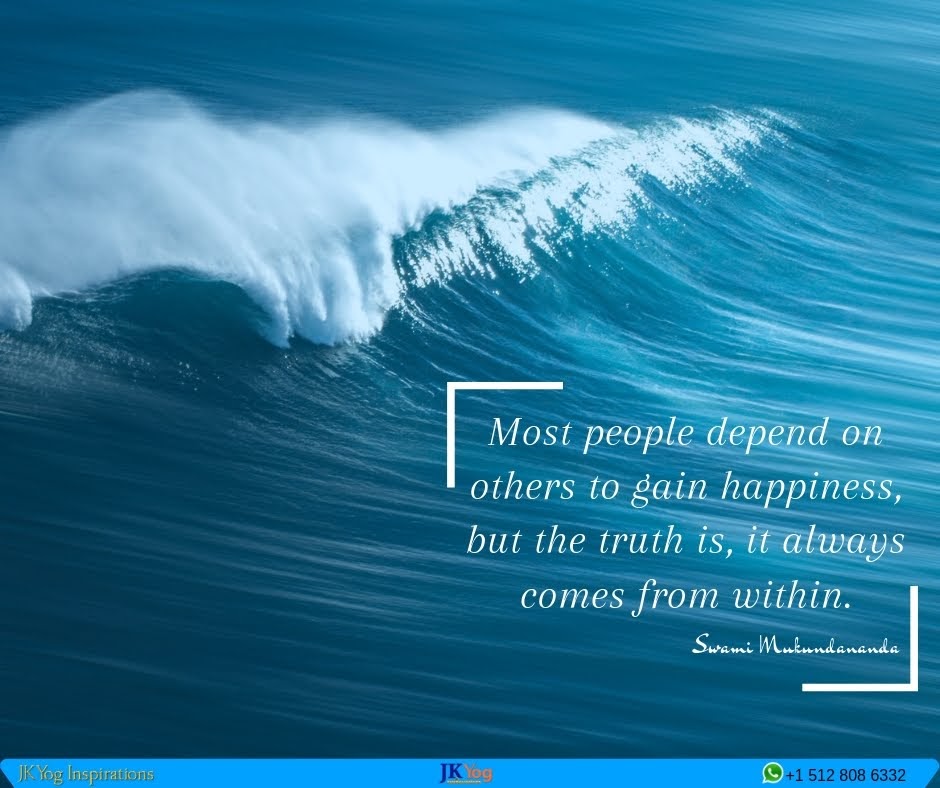 Most people depend on
others to gain happiness,
but the truth is, it always
comes from within.
Swami Mukundananda
JKYog Inspirations
JKYog
+1 512 808 6332